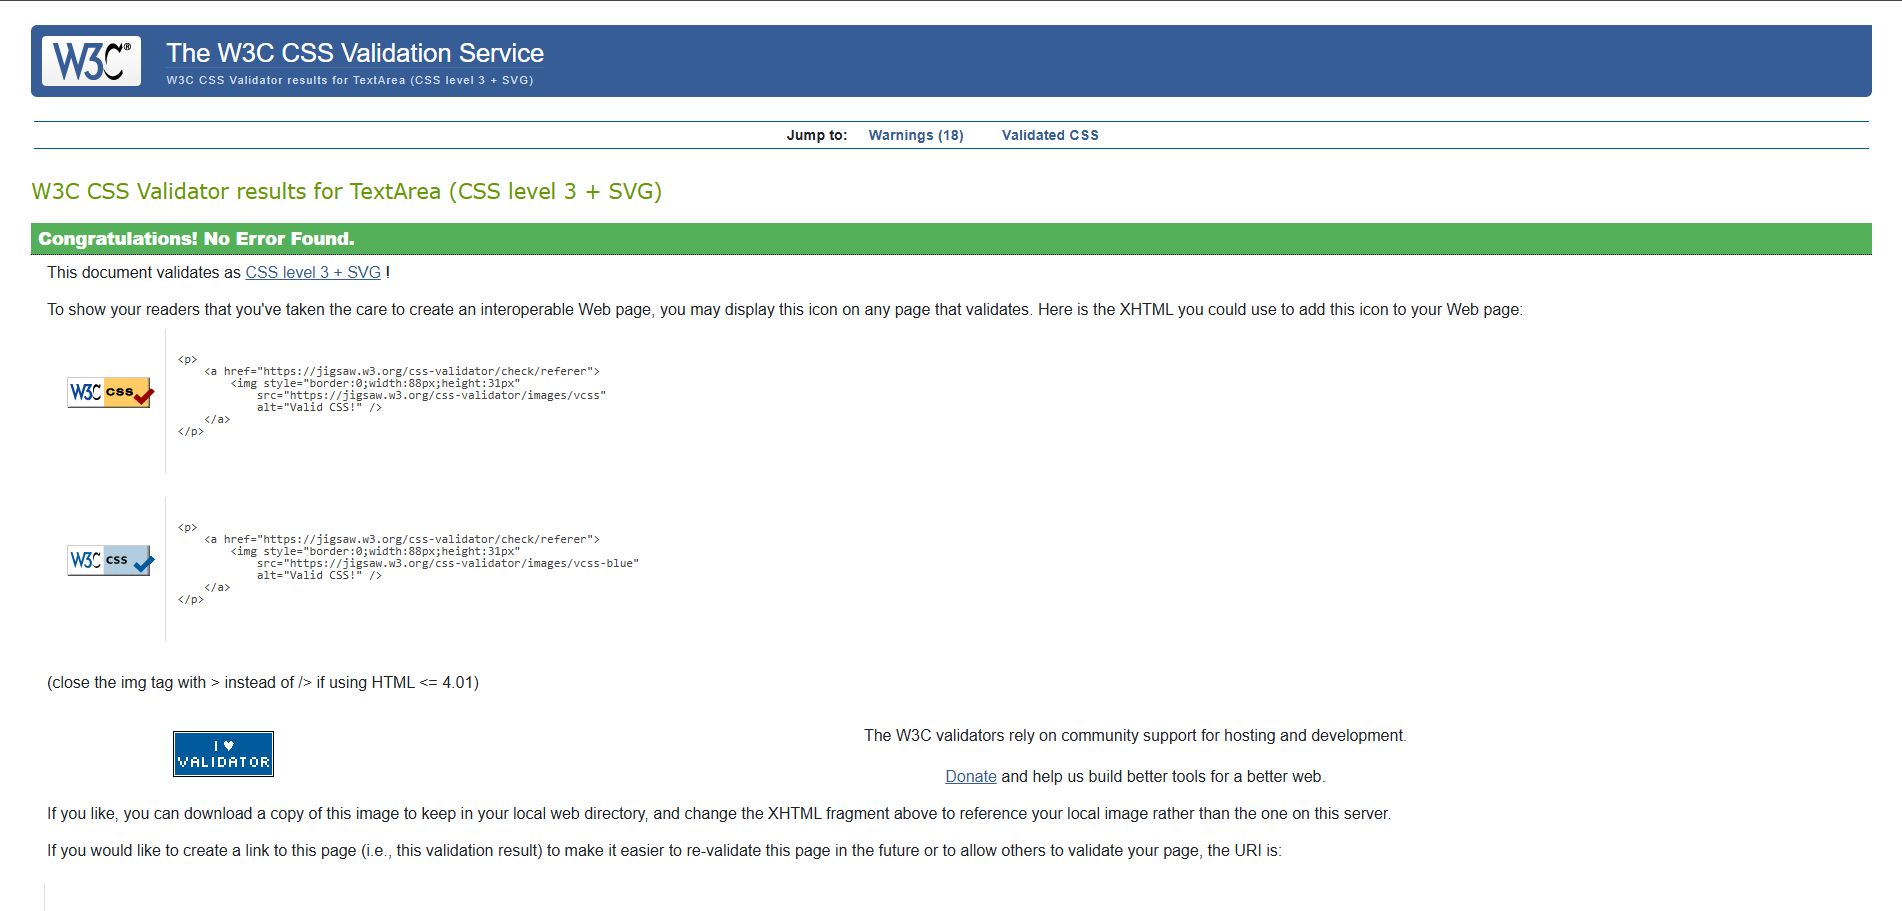 W3C®
The W3C CSS Validation Service
W3C CSS Validator results for TextArea (CSS level 3 + SVG)
Jump to: Warnings (18) Validated CSS
W3C CSS Validator results for TextArea (CSS level 3 + SVG)
Congratulations! No Error Found.
This document validates as CSS level 3 + SVG !
To show your readers that you've taken the care to create an interoperable Web page, you may display this icon on any page that validates. Here is the XHTML you could use to add this icon to your Web page:
W3C css
<p>
<a href="https://jigsaw.w3.org/css-validator/check/referer">
<img style="border:0;width:88px;height:31px"
src="https://jigsaw.w3.org/css-validator/images/vcss"
alt="Valid CSS!" />
</a>
</p>
W3C css
<p>
<a href="https://jigsaw.w3.org/css-validator/check/referer">
<img style="border:0;width:88px;height:31px"
src="https://jigsaw.w3.org/css-validator/images/vcss-blue"
alt="Valid CSS!" />
</a>
</p>
(close the img tag with > instead of /> if using HTML <= 4.01)
I ♥
VALIDATOR
The W3C validators rely on community support for hosting and development.
Donate and help us build better tools for a better web.
If you like, you can download a copy of this image to keep in your local web directory, and change the XHTML fragment above to reference your local image rather than the one on this server.
If you would like to create a link to this page (i.e., this validation result) to make it easier to re-validate this page in the future or to allow others to validate your page, the URI is: